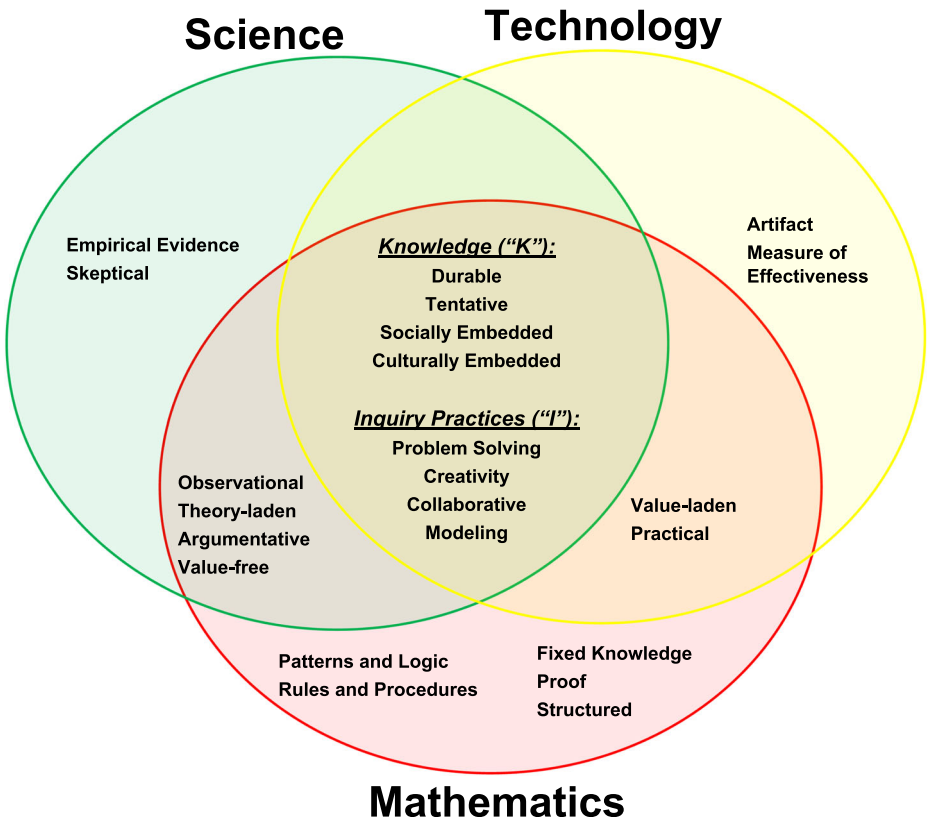 Science
Technology
Empirical Evidence
Skeptical
Knowledge (“K”):
Durable
Tentative
Socially Embedded
Culturally Embedded
Artifact
Measure of
Effectiveness
Inquiry Practices (“I”):
Problem Solving
Creativity
Collaborative
Modeling
Observational
Theory-laden
Argumentative
Value-free
Value-laden
Practical
Patterns and Logic
Rules and Procedures
Fixed Knowledge
Proof
Structured
Mathematics